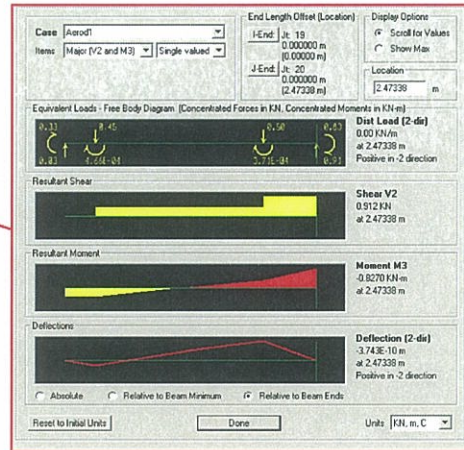 Case Aerod1
Items Major (V2 and M3) Single valued
End Length Offset (Location)
I-End: Jt: 19
0.000000 m
(0.00000 m)
J-End: Jt: 20
0.000000 m
(2.47338 m)
Display Options
Scroll for Values
Show Max
Location
2.47338 m
Equivalent Loads - Free Body Diagram (Concentrated Forces in KN, Concentrated Moments in KN-m)
0.33 0.45 0.50 0.83
0.03 4.66E-04 3.71E-04 0.91
Dist Load (2-dir)
0.00 KN/m
at 2.47338 m
Positive in -2 direction
Resultant Shear
Shear V2
0.912 KN
at 2.47338 m
Resultant Moment
Moment M3
-0.8270 KN-m
at 2.47338 m
Deflections
Deflection (2-dir)
-3.743E-10 m
at 2.47338 m
Positive in -2 direction
Absolute Relative to Beam Minimum Relative to Beam Ends
Reset to Initial Units Done Units KN, m, C